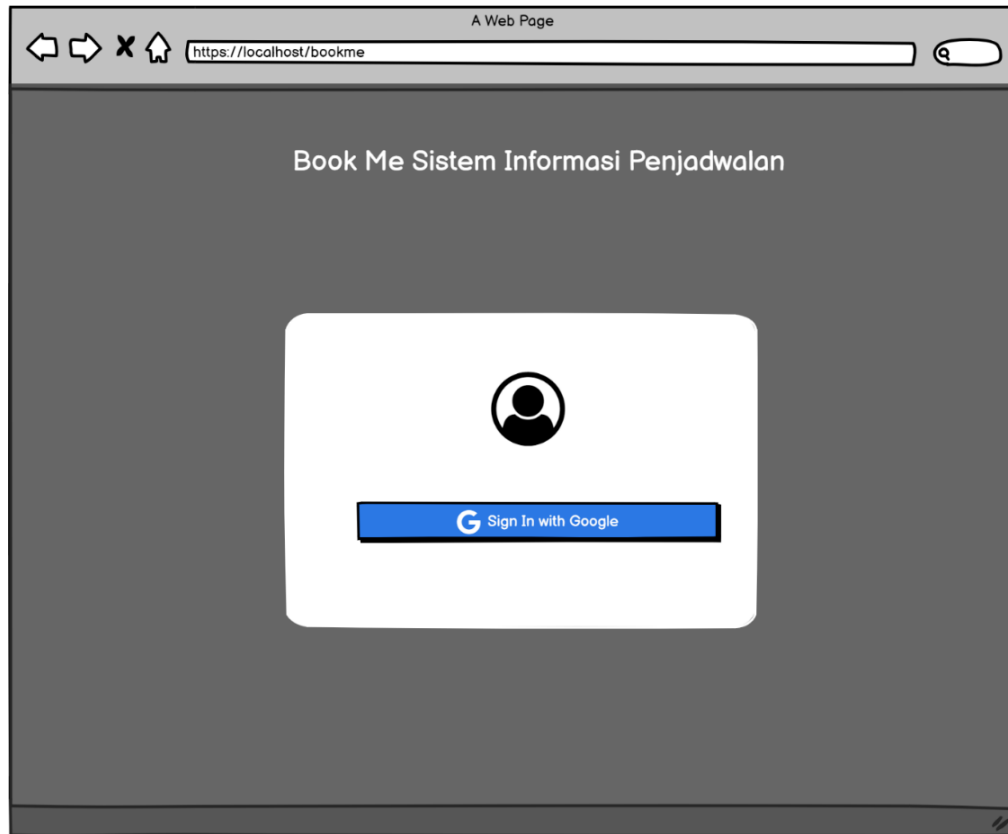 A Web Page
https://localhost/bookme
Book Me Sistem Informasi Penjadwalan
Sign In with Google